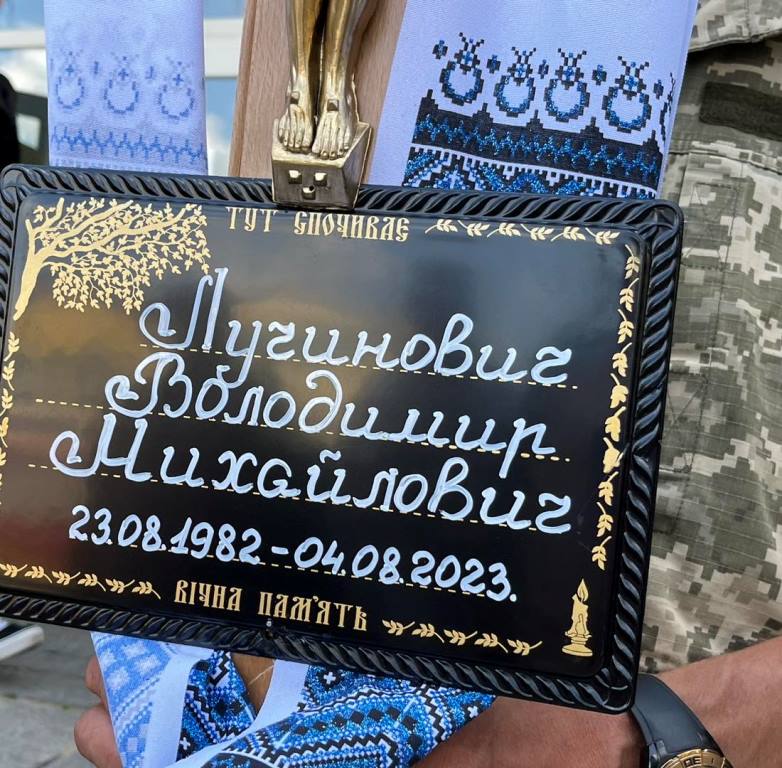 ТУТ СПОЧИВАЄ
Лучинович
Володимир
Михайлович
23.08.1982-04.08.2023.
ВІЧНА ПАМ'ЯТЬ